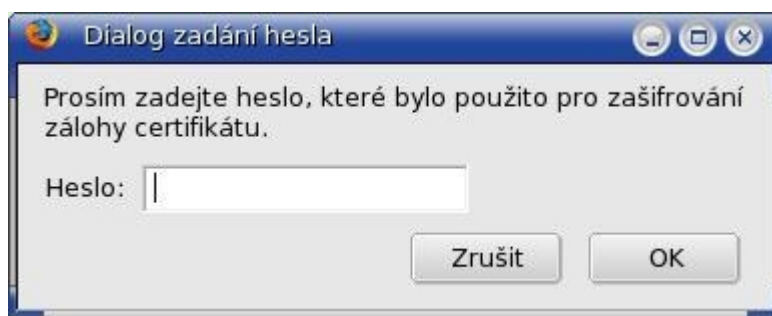 Dialog zadání hesla
Prosím zadejte heslo, které bylo použito pro zašifrování
zálohy certifikátu.
Heslo:
Zrušit OK